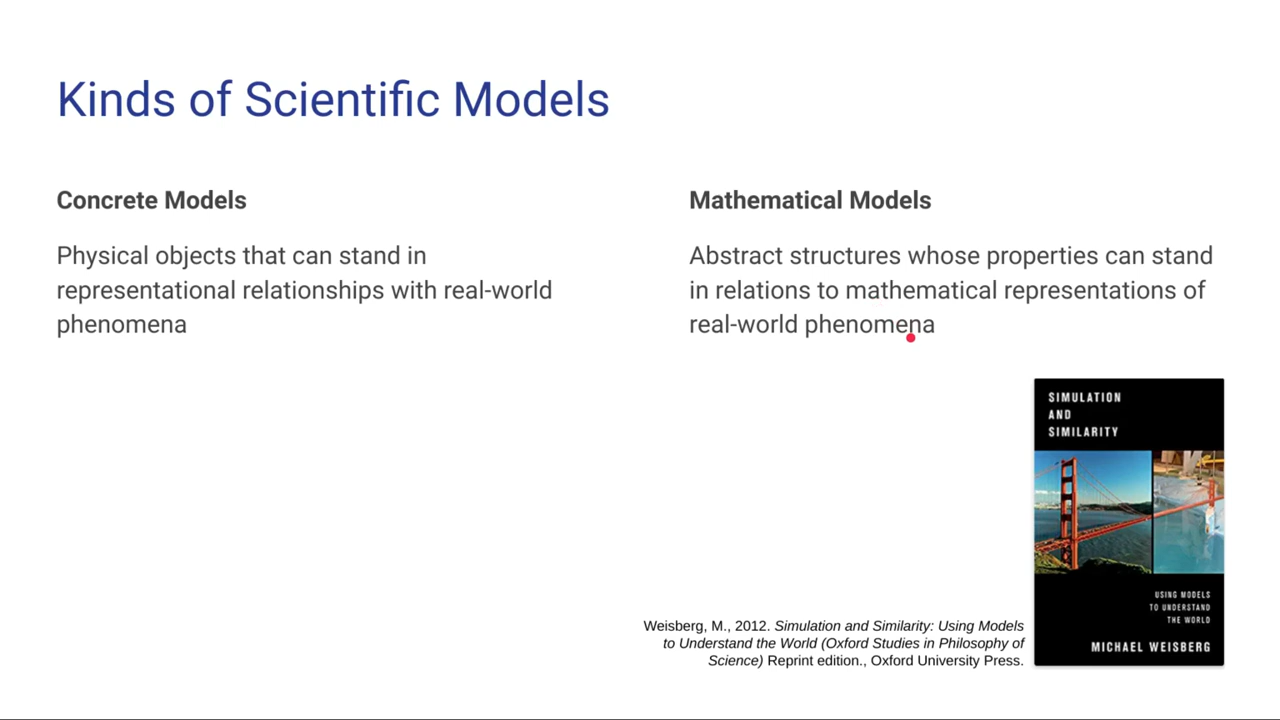 Kinds of Scientific Models
Concrete Models
Physical objects that can stand in
representational relationships with real-world
phenomena
Mathematical Models
Abstract structures whose properties can stand
in relations to mathematical representations of
real-world phenomena
SIMULATION
AND
SIMILARITY
USING MODELS
TO UNDERSTAND
THE WORLD
MICHAEL WEISBERG
Weisberg, M., 2012. Simulation and Similarity: Using Models
to Understand the World (Oxford Studies in Philosophy of
Science) Reprint edition., Oxford University Press.